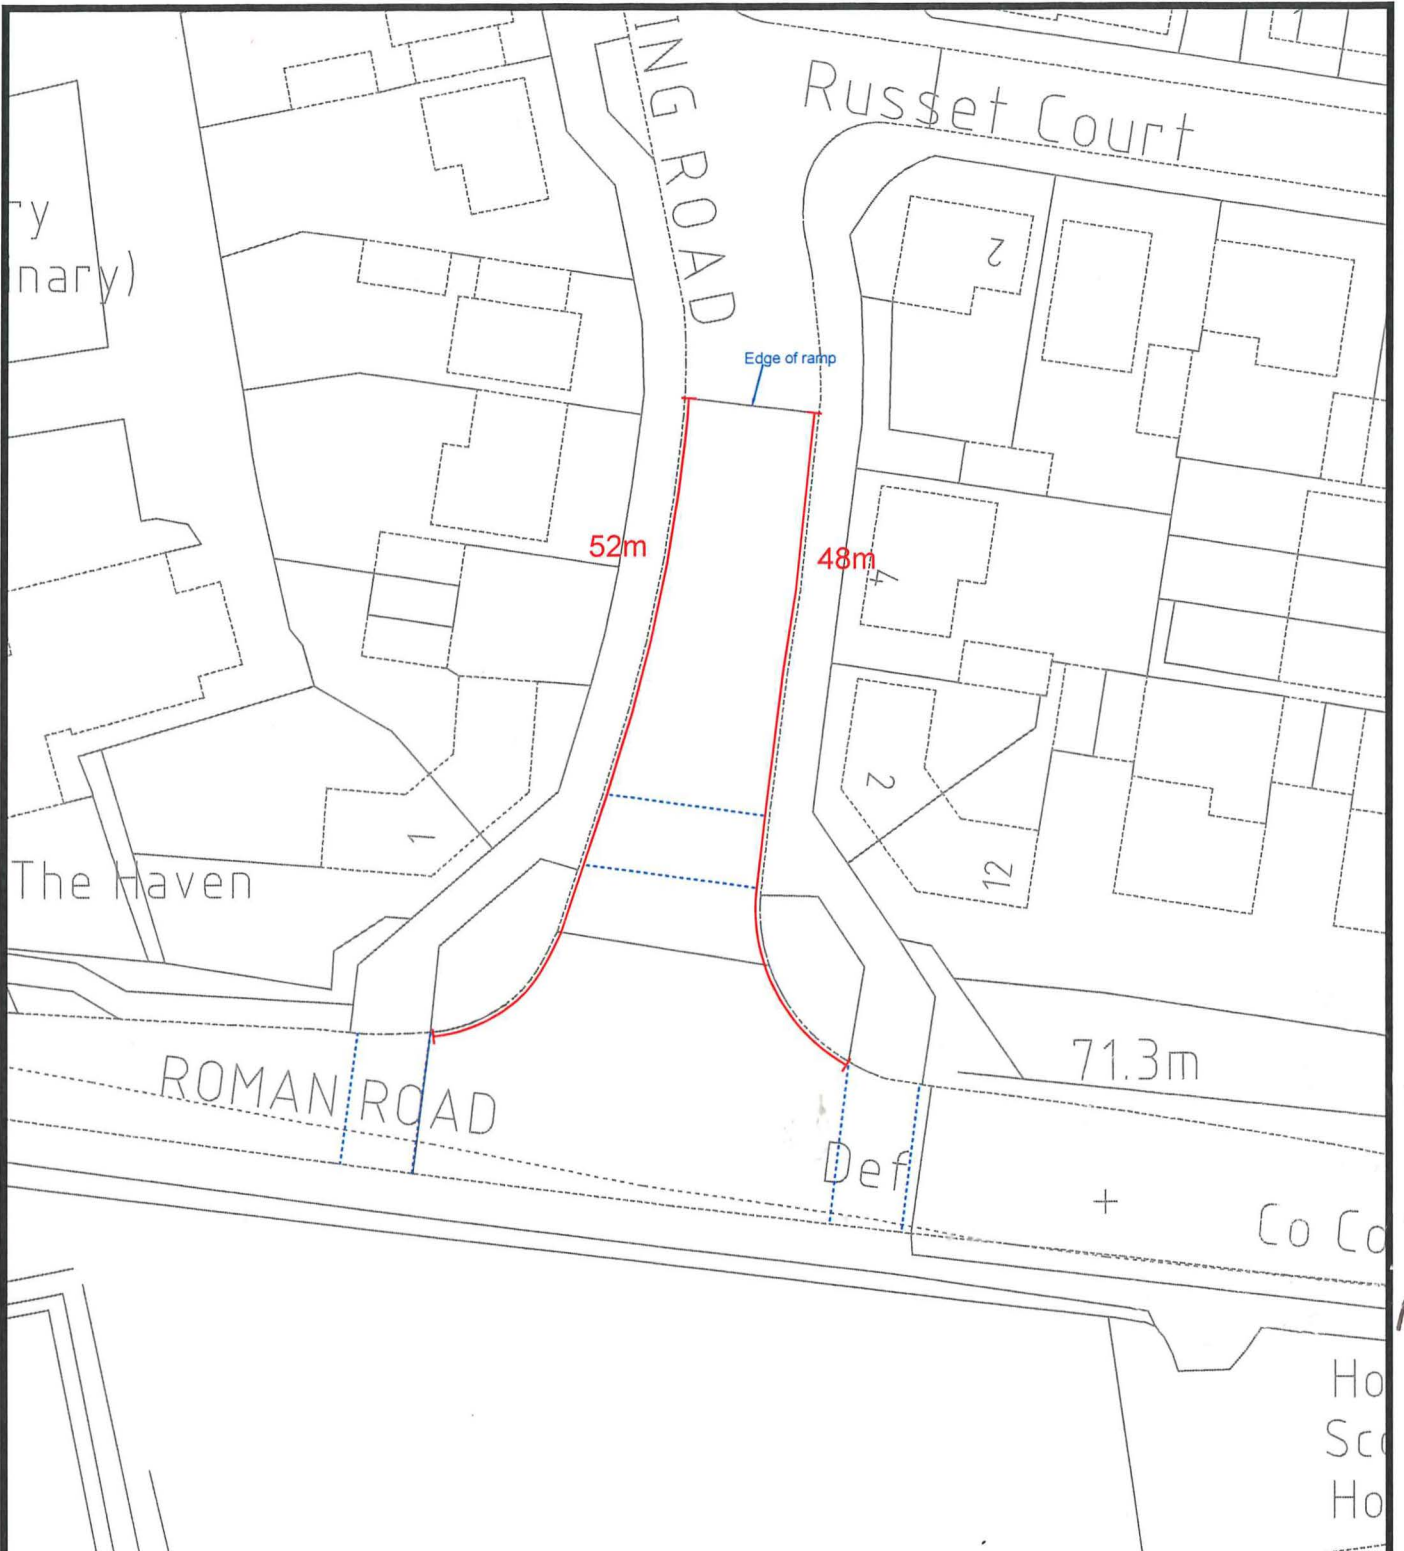 ING ROAD
Russet Court
ry
nary)
2
Edge of ramp
52m
48m
4
2
1
12
The Haven
ROMAN ROAD
71.3m
Def
Co Co
Ho
Sco
Ho